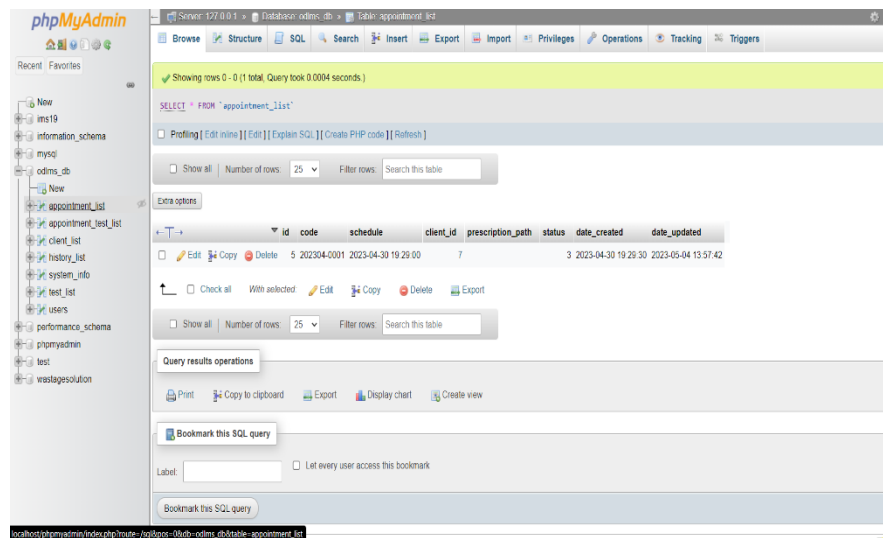 phpMyAdmin
Recent Favorites
New
ims19
information_schema
mysql
odlms_db
New
appointment_list
appointment_test_list
client_list
history_list
system_info
test_list
users
performance_schema
phpmyadmin
test
wastagesolution
Server: 127.0.0.1 » Database: odlms_db » Table: appointment_list
Browse Structure SQL Search Insert Export Import Privileges Operations Tracking Triggers
Showing rows 0 - 0 (1 total, Query took 0.0004 seconds.)
SELECT * FROM `appointment_list`
Profiling [ Edit inline ] [ Edit ] [ Explain SQL ] [ Create PHP code ] [ Refresh ]
Show all | Number of rows: 25 Filter rows: Search this table
Extra options
←T→ id code schedule client_id prescription_path status date_created date_updated
Edit Copy Delete 5 202304-0001 2023-04-30 19:29:00 7 3 2023-04-30 19:29:30 2023-05-04 13:57:42
Check all With selected: Edit Copy Delete Export
Show all | Number of rows: 25 Filter rows: Search this table
Query results operations
Print Copy to clipboard Export Display chart Create view
Bookmark this SQL query
Label: Let every user access this bookmark
Bookmark this SQL query
localhost/phpmyadmin/index.php?route=/sql&pos=0&db=odlms_db&table=appointment_list